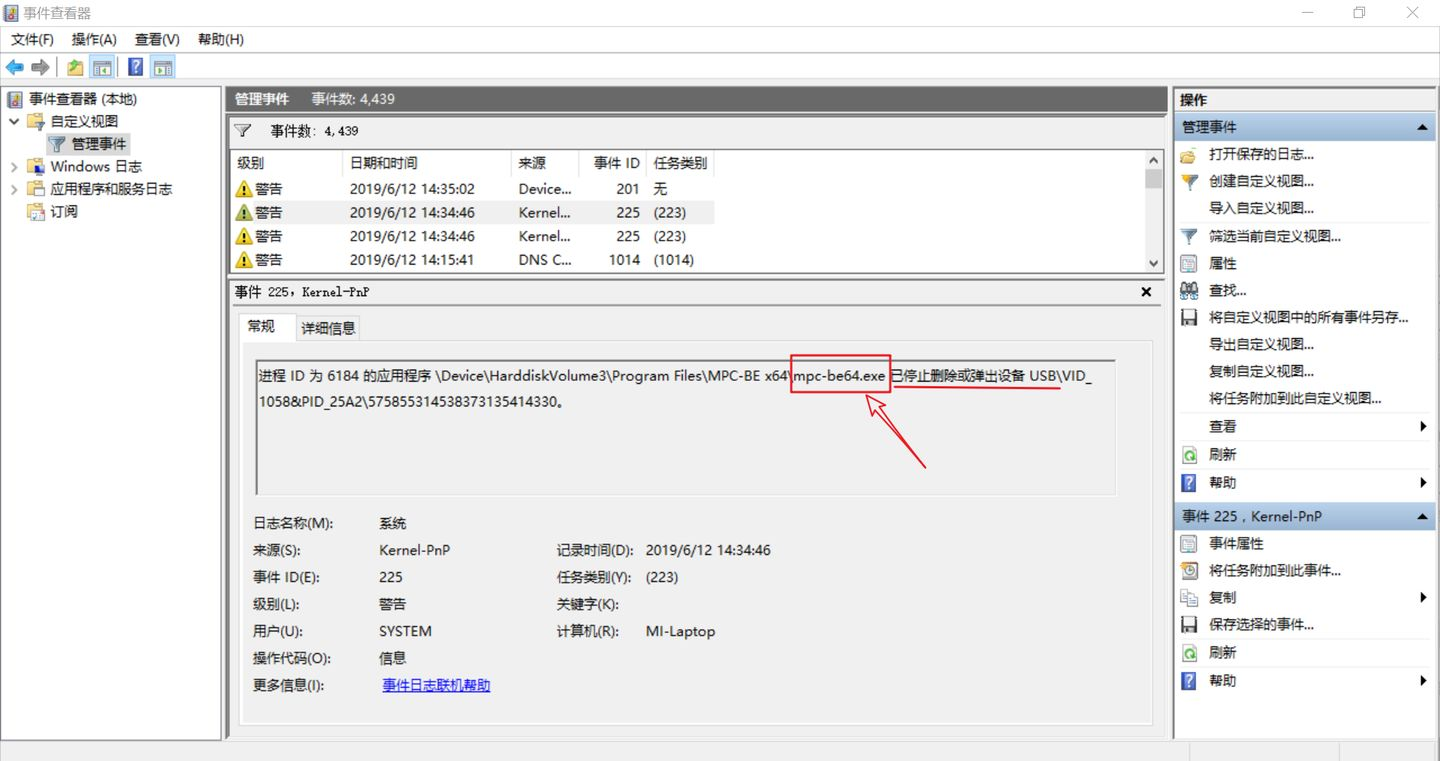 事件查看器
文件(F) 操作(A) 查看(V) 帮助(H)
事件查看器 (本地)
自定义视图
管理事件
Windows 日志
应用程序和服务日志
订阅
管理事件 事件数: 4,439
事件数: 4,439
级别 日期和时间 来源 事件 ID 任务类别
警告 2019/6/12 14:35:02 Device... 201 无
警告 2019/6/12 14:34:46 Kernel... 225 (223)
警告 2019/6/12 14:34:46 Kernel... 225 (223)
警告 2019/6/12 14:15:41 DNS C... 1014 (1014)
事件 225，Kernel-PnP
常规 详细信息
进程 ID 为 6184 的应用程序 \Device\HarddiskVolume3\Program Files\MPC-BE x64\mpc-be64.exe 已停止删除或弹出设备 USB\VID_
1058&PID_25A2\575855314538373135414330。
日志名称(M): 系统
来源(S): Kernel-PnP 记录时间(D): 2019/6/12 14:34:46
事件 ID(E): 225 任务类别(Y): (223)
级别(L): 警告 关键字(K):
用户(U): SYSTEM 计算机(R): MI-Laptop
操作代码(O): 信息
更多信息(I): 事件日志联机帮助
操作
管理事件
打开保存的日志...
创建自定义视图...
导入自定义视图...
筛选当前自定义视图...
属性
查找...
将自定义视图中的所有事件另存...
导出自定义视图...
复制自定义视图...
将任务附加到此自定义视图...
查看
刷新
帮助
事件 225，Kernel-PnP
事件属性
将任务附加到此事件...
复制
保存选择的事件...
刷新
帮助